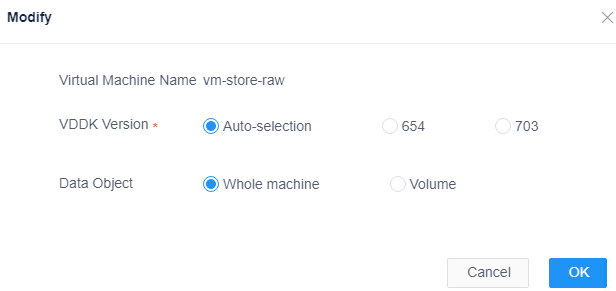 Modify
Virtual Machine Name vm-store-raw
VDDK Version * Auto-selection 654 703
Data Object Whole machine Volume
Cancel OK